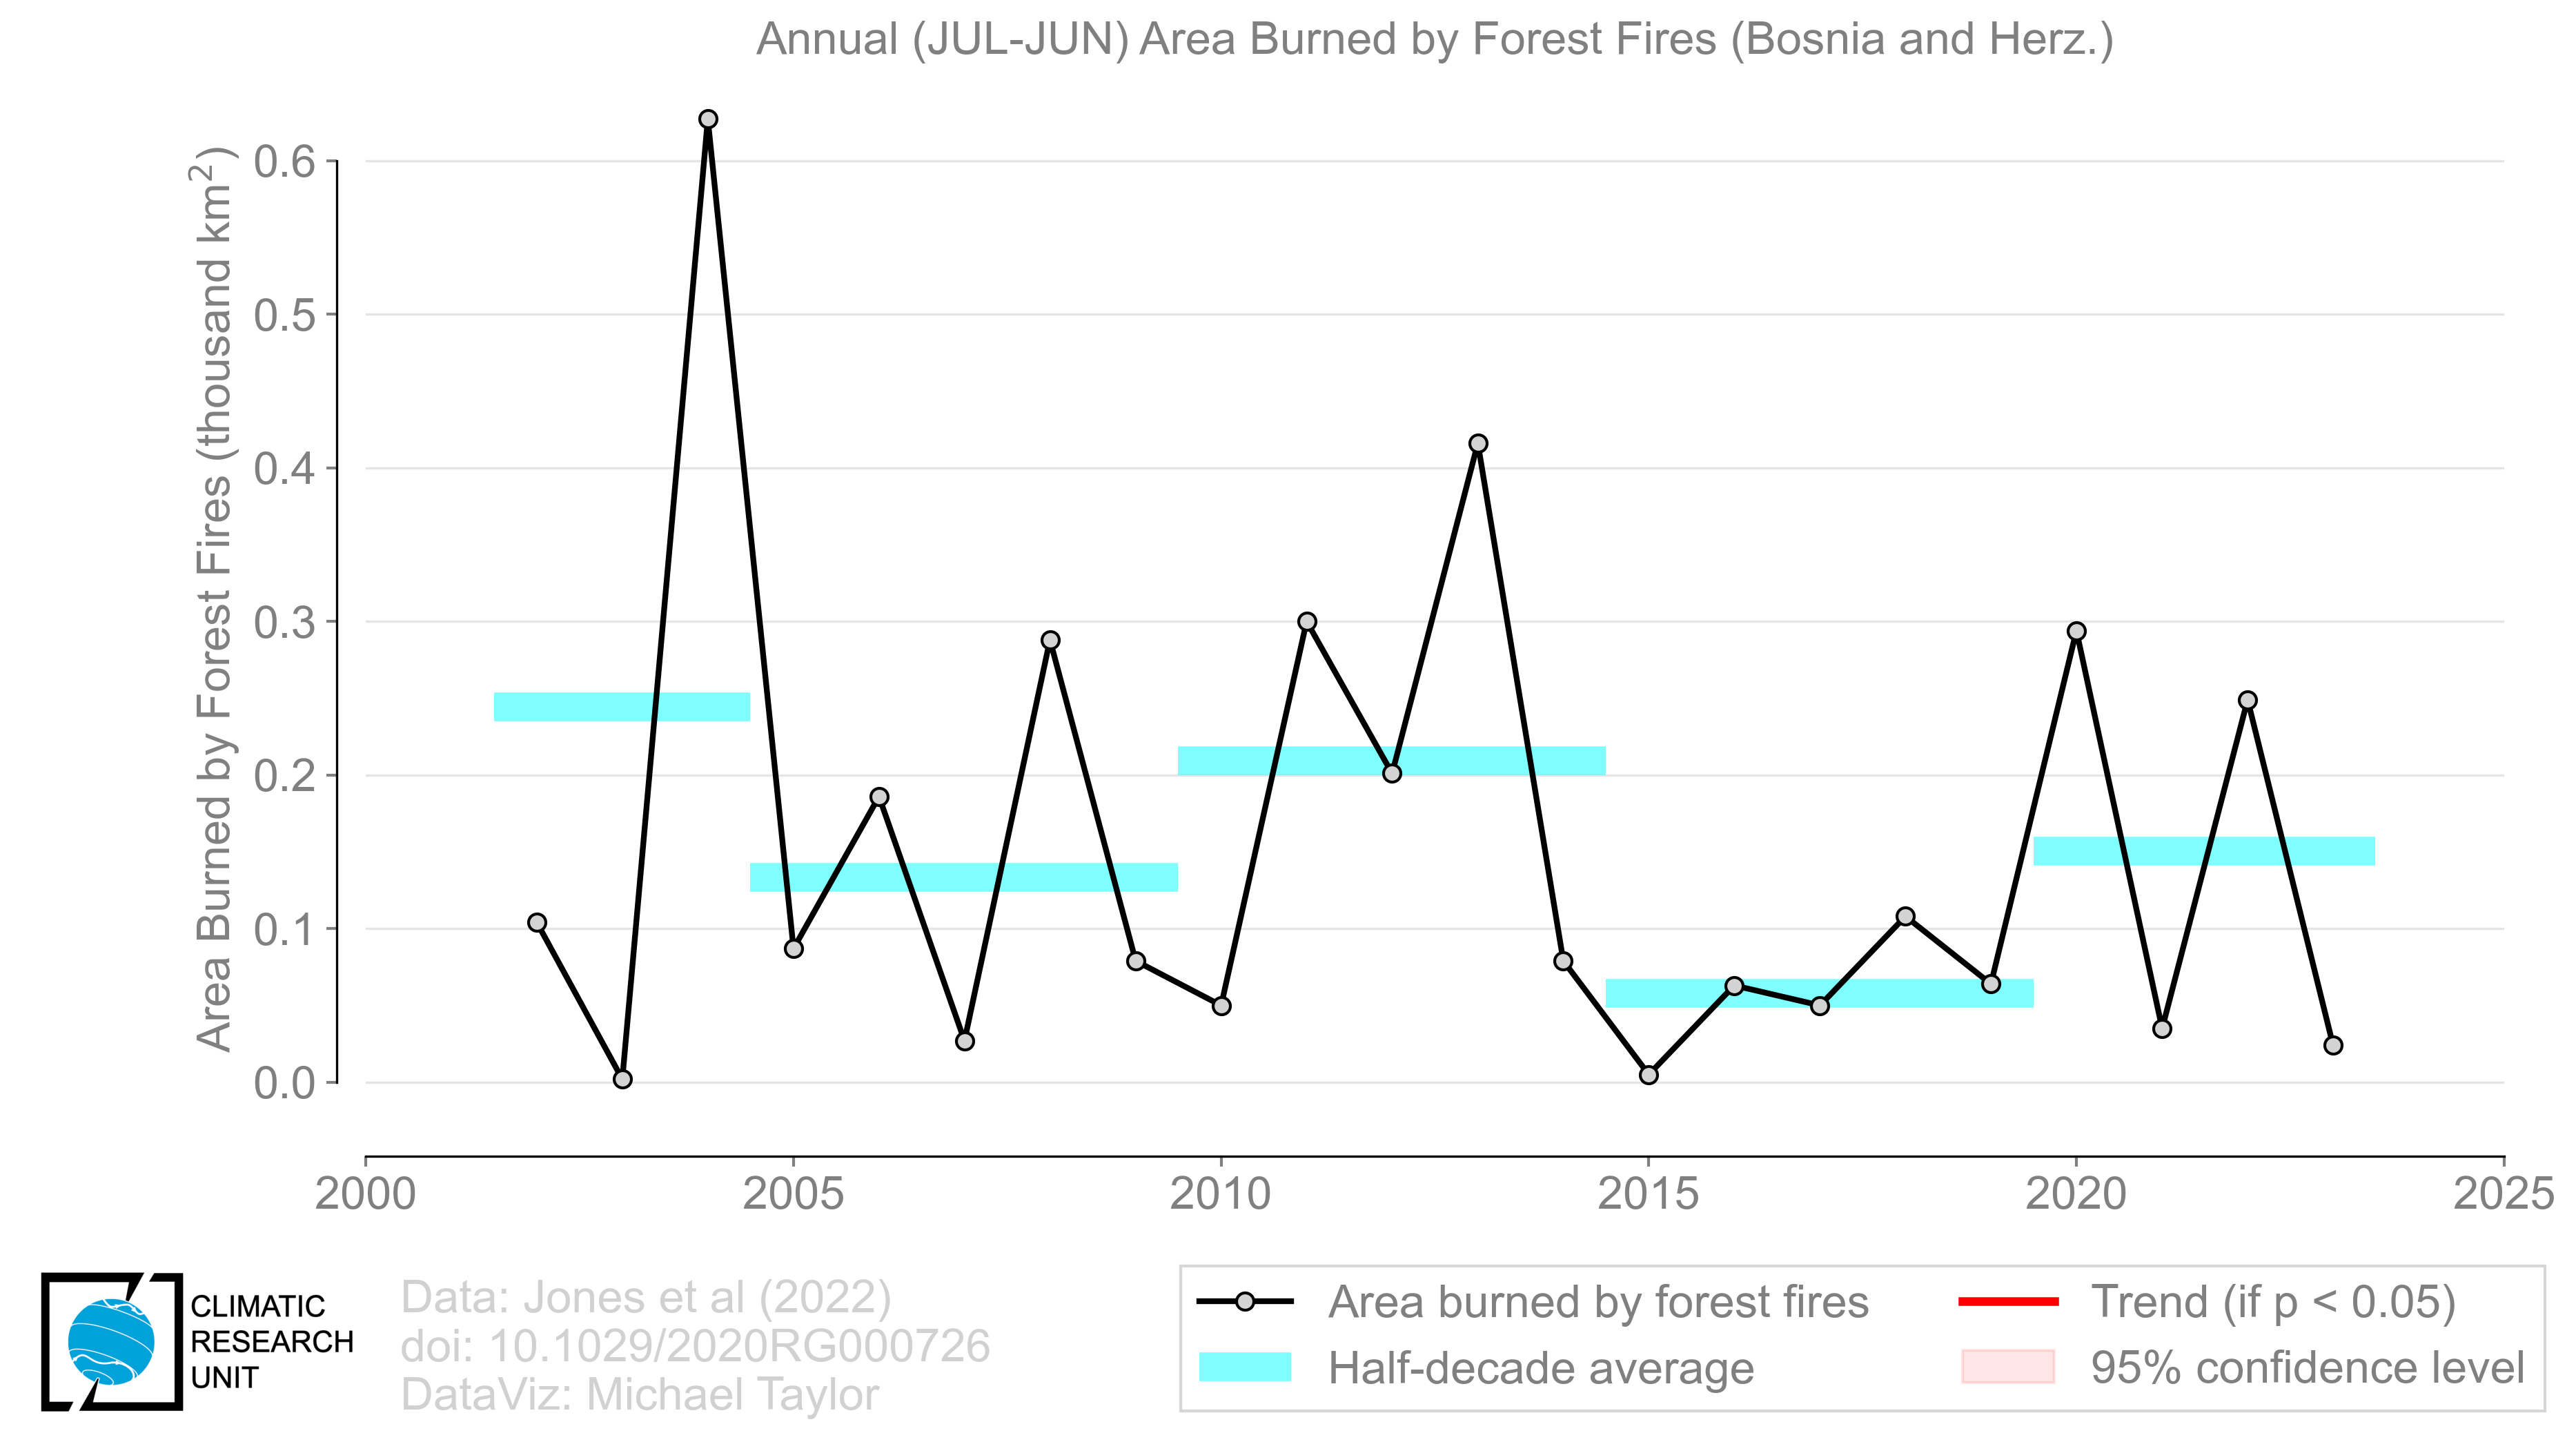 Annual (JUL-JUN) Area Burned by Forest Fires (Bosnia and Herz.)
Area Burned by Forest Fires (thousand km²)
0.6
0.5
0.4
0.3
0.2
0.1
0.0
2000 2005 2010 2015 2020 2025
CLIMATIC
RESEARCH
UNIT
Data: Jones et al (2022)
doi: 10.1029/2020RG000726
DataViz: Michael Taylor
Area burned by forest fires
Half-decade average
Trend (if p < 0.05)
95% confidence level